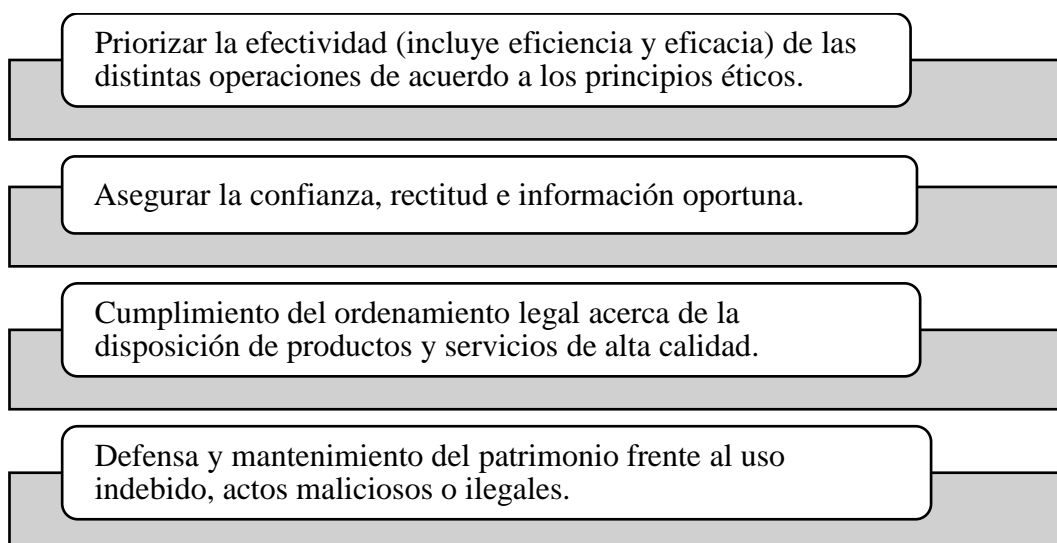 Priorizar la efectividad (incluye eficiencia y eficacia) de las
distintas operaciones de acuerdo a los principios éticos.
Asegurar la confianza, rectitud e información oportuna.
Cumplimiento del ordenamiento legal acerca de la
disposición de productos y servicios de alta calidad.
Defensa y mantenimiento del patrimonio frente al uso
indebido, actos maliciosos o ilegales.